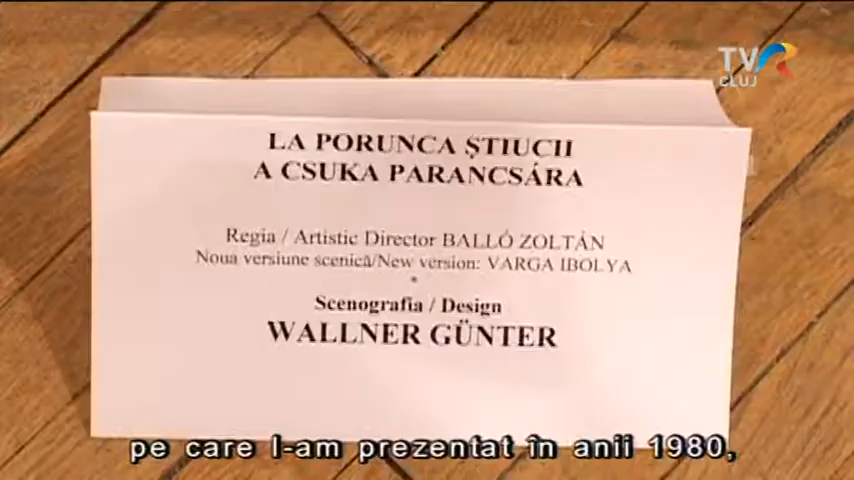 TVR
CLUJ
LA PORUNCA ȘTIUCII
A CSUKA PARANCSÁRA
Regia / Artistic Director BALLÓ ZOLTÁN
Noua versiune scenică/New version: VARGA IBOLYA
*
Scenografia / Design
WALLNER GÜNTER
pe care l-am prezentat în anii 1980,